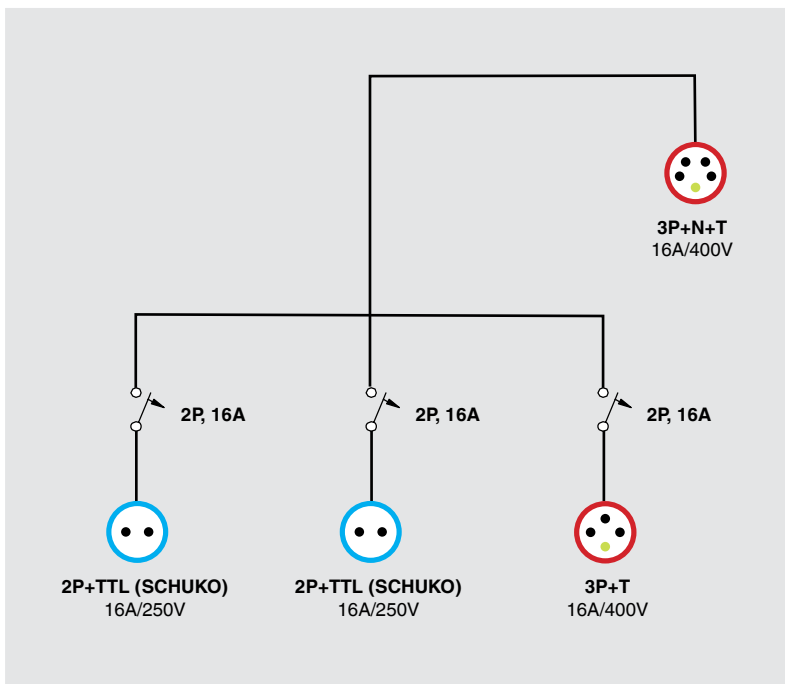 3P+N+T
16A/400V
2P, 16A
2P, 16A
2P, 16A
2P+TTL (SCHUKO)
16A/250V
2P+TTL (SCHUKO)
16A/250V
3P+T
16A/400V